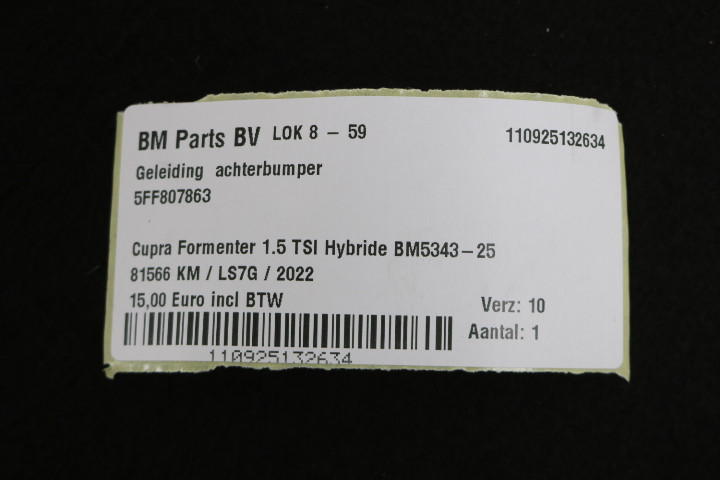 BM Parts BV LOK 8 - 59 110925132634
Geleiding achterbumper
5FF807863
Cupra Formenter 1.5 TSI Hybride BM5343-25
81566 KM / LS7G / 2022
15,00 Euro incl BTW Verz: 10
Aantal: 1
110925132634